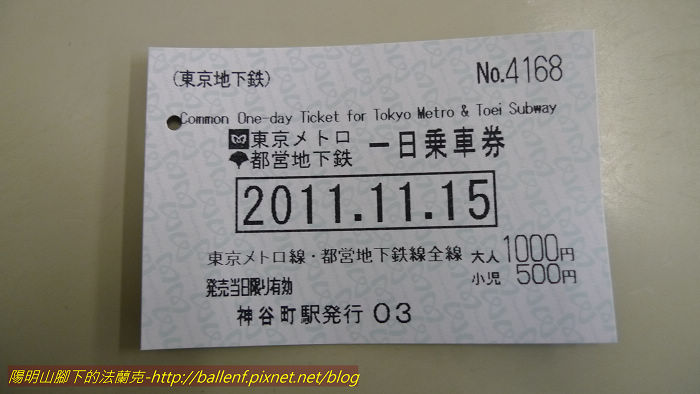 (東京地下鉄) No.4168
Common One-day Ticket for Tokyo Metro & Toei Subway
東京メトロ
都営地下鉄 一日乗車券
2011.11.15
東京メトロ線・都営地下鉄線全線 大人1000円
小児 500円
発売当日限り有効
神谷町駅発行 03
陽明山腳下的法蘭克-http://ballenf.pixnet.net/blog